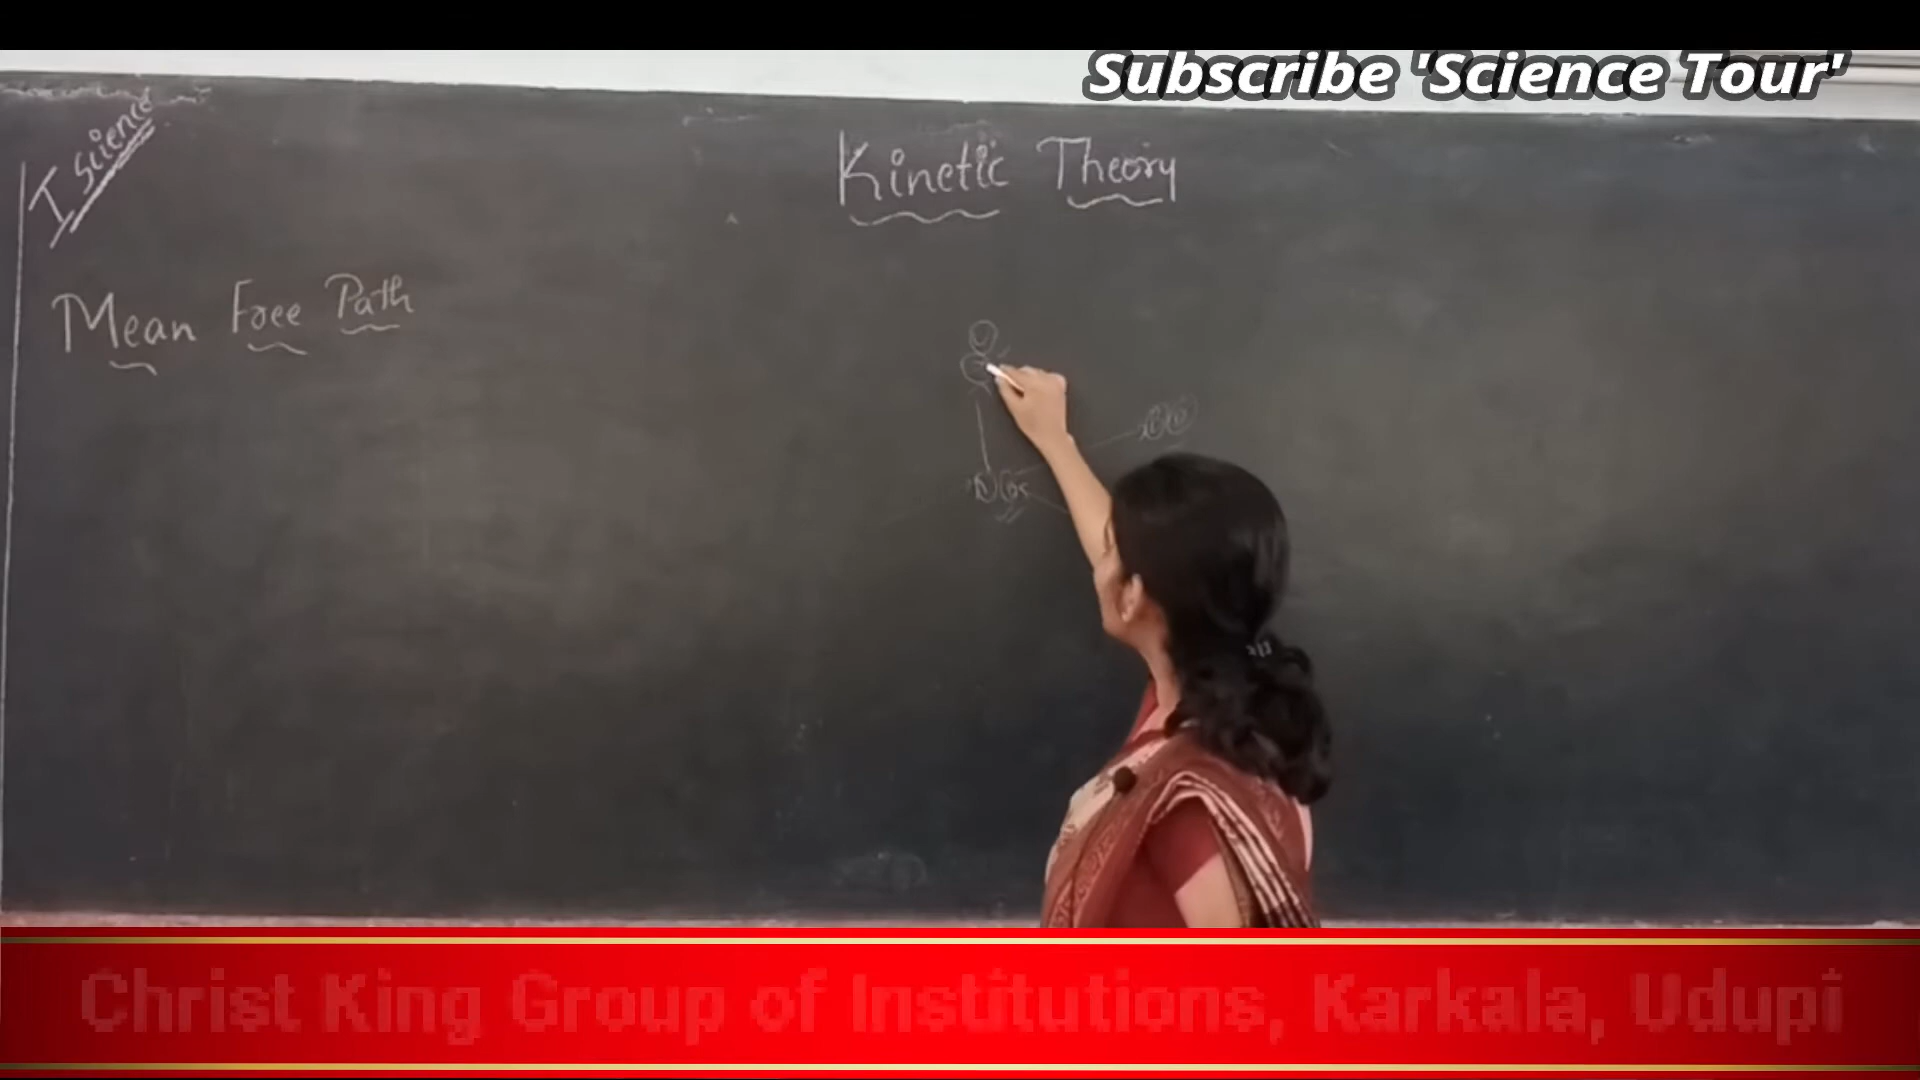 Subscribe 'Science Tour'
I Science
Kinetic Theory
Mean Free Path
Christ King Group of Institutions, Karkala, Udupi